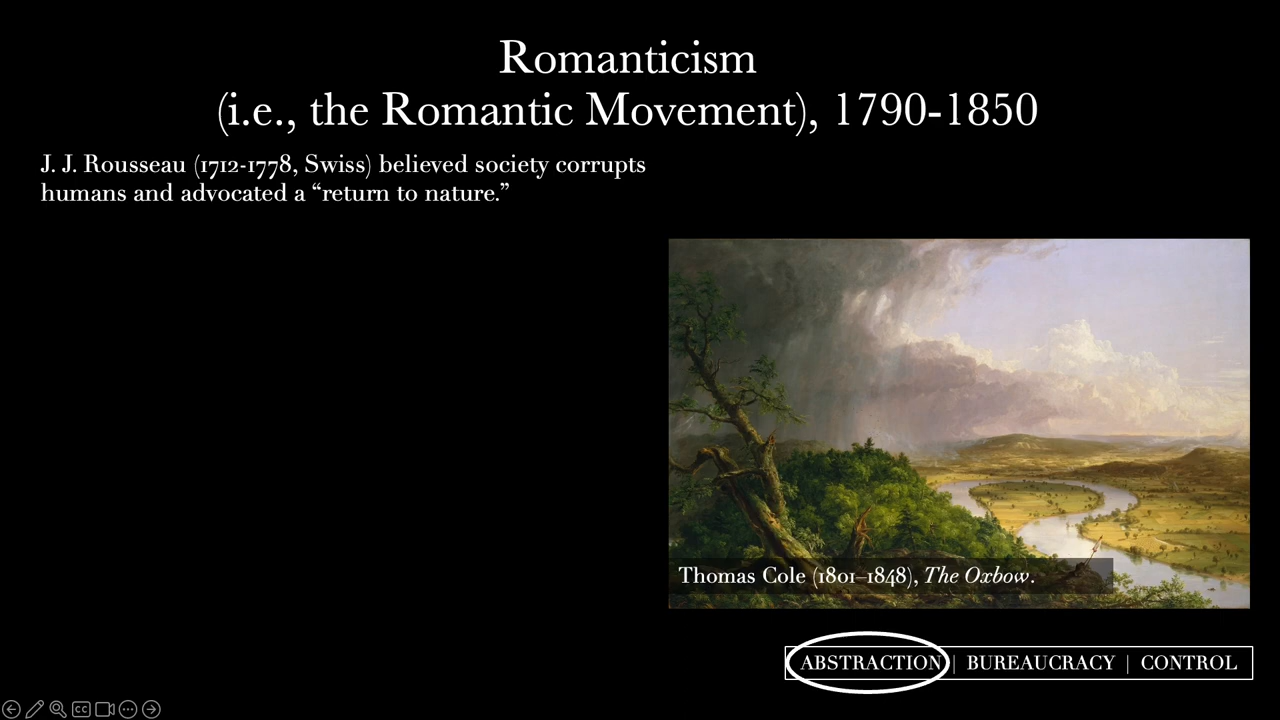 Romanticism
(i.e., the Romantic Movement), 1790-1850
J. J. Rousseau (1712-1778, Swiss) believed society corrupts
humans and advocated a “return to nature.”
Thomas Cole (1801–1848), The Oxbow.
ABSTRACTION | BUREAUCRACY | CONTROL
CC